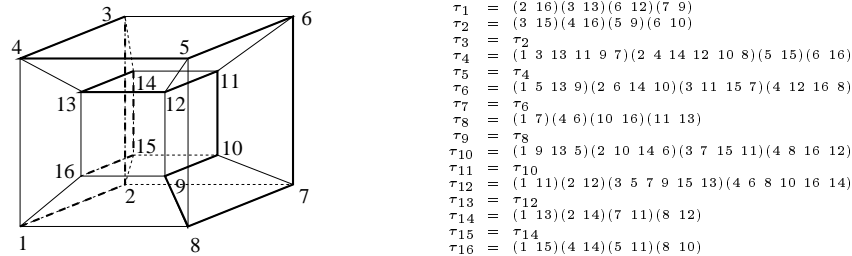 3
6
4
5
14
11
13
12
15
10
16
9
2
7
1
8
τ1 = (2 16)(3 13)(6 12)(7 9)
τ2 = (3 15)(4 16)(5 9)(6 10)
τ3 = τ2
τ4 = (1 3 13 11 9 7)(2 4 14 12 10 8)(5 15)(6 16)
τ5 = τ4
τ6 = (1 5 13 9)(2 6 14 10)(3 11 15 7)(4 12 16 8)
τ7 = τ6
τ8 = (1 7)(4 6)(10 16)(11 13)
τ9 = τ8
τ10 = (1 9 13 5)(2 10 14 6)(3 7 15 11)(4 8 16 12)
τ11 = τ10
τ12 = (1 11)(2 12)(3 5 7 9 15 13)(4 6 8 10 16 14)
τ13 = τ12
τ14 = (1 13)(2 14)(7 11)(8 12)
τ15 = τ14
τ16 = (1 15)(4 14)(5 11)(8 10)